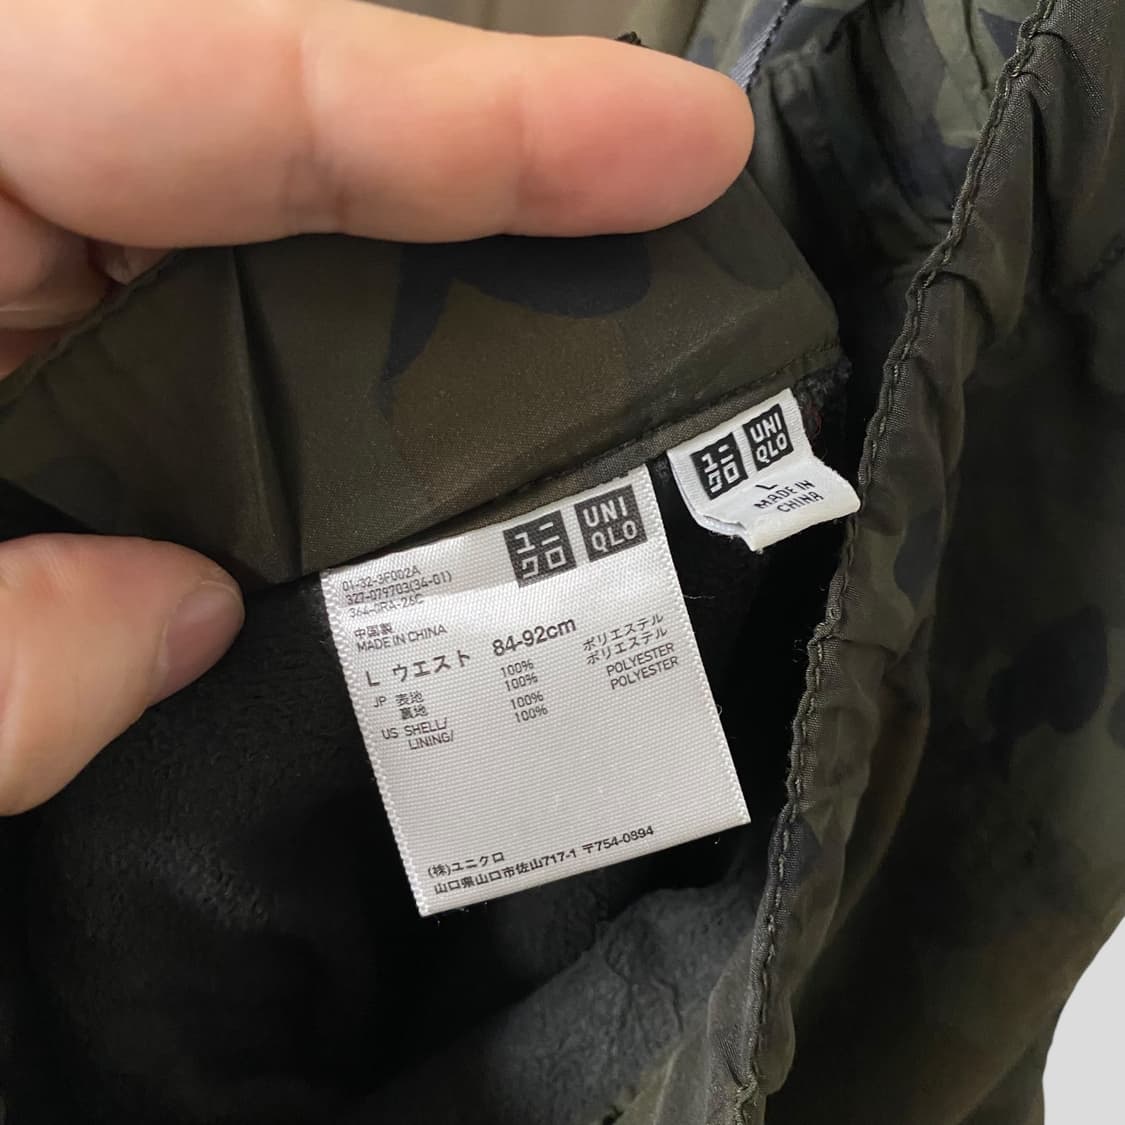 ユニ UNI
クロ QLO
L
MADE IN
CHINA
ユニ UNI
クロ QLO
01-32-3F002A
327-079703(34-01)
364-0RA-26C
中国製
MADE IN CHINA
L ウエスト 84-92cm
JP 表地 100% ポリエステル
裏地 100% ポリエステル
US SHELL/ 100% POLYESTER
LINING/ 100% POLYESTER
(株)ユニクロ
山口県山口市佐山717-1 〒754-0894